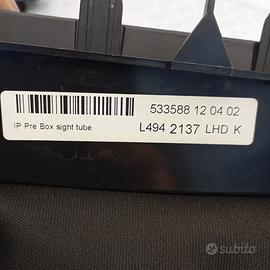 533588 12 04 02
IP Pre Box sight tube
L494 2137 LHD K
subito